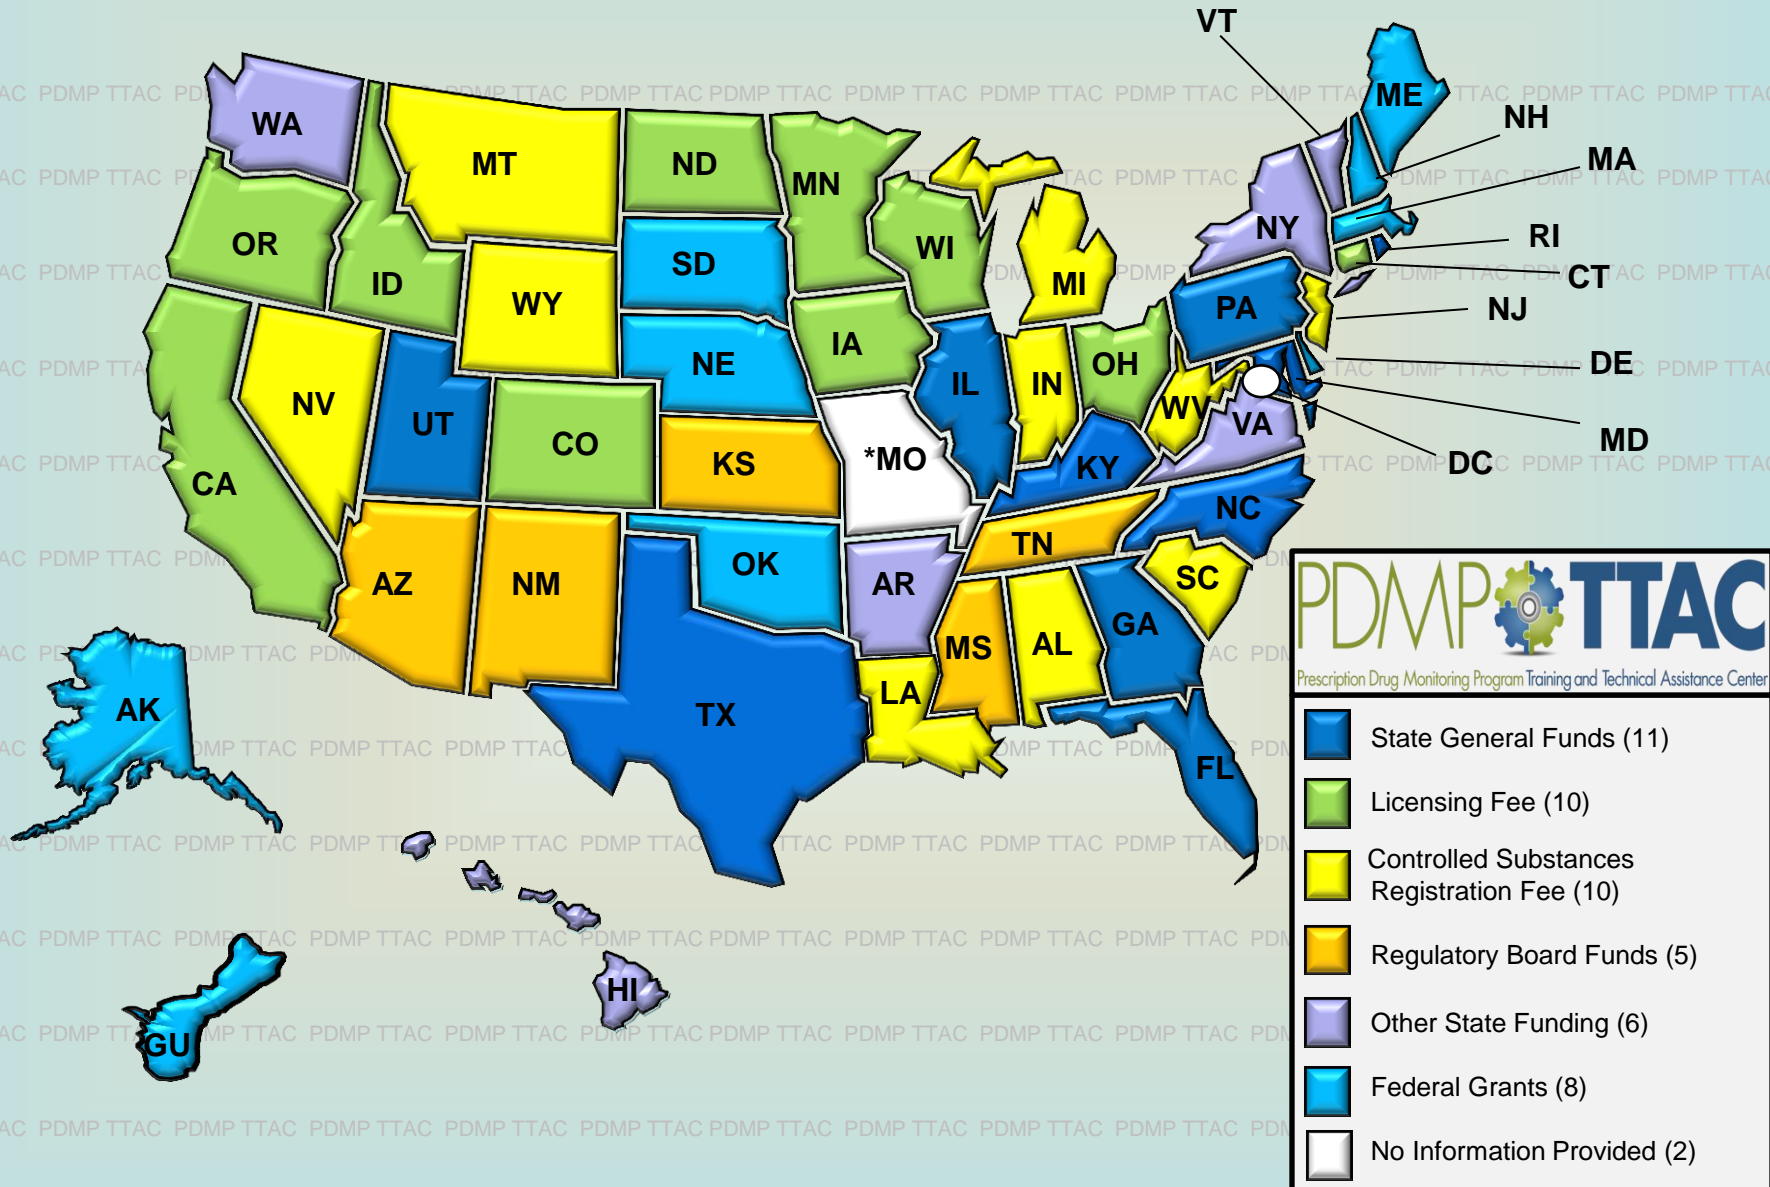 VT
ME
WA
NH
MT
ND
MN
MA
NY
OR
WI
RI
SD
ID
MI
CT
WY
PA
NJ
IA
NE
OH
DE
IL
IN
NV
WV
UT
VA
MD
CO
*MO
KS
KY
DC
CA
NC
TN
OK
SC
AZ
NM
AR
GA
MS
AL
LA
AK
TX
FL
HI
GU
PDMP TTAC
Prescription Drug Monitoring Program Training and Technical Assistance Center
State General Funds (11)
Licensing Fee (10)
Controlled Substances
Registration Fee (10)
Regulatory Board Funds (5)
Other State Funding (6)
Federal Grants (8)
No Information Provided (2)